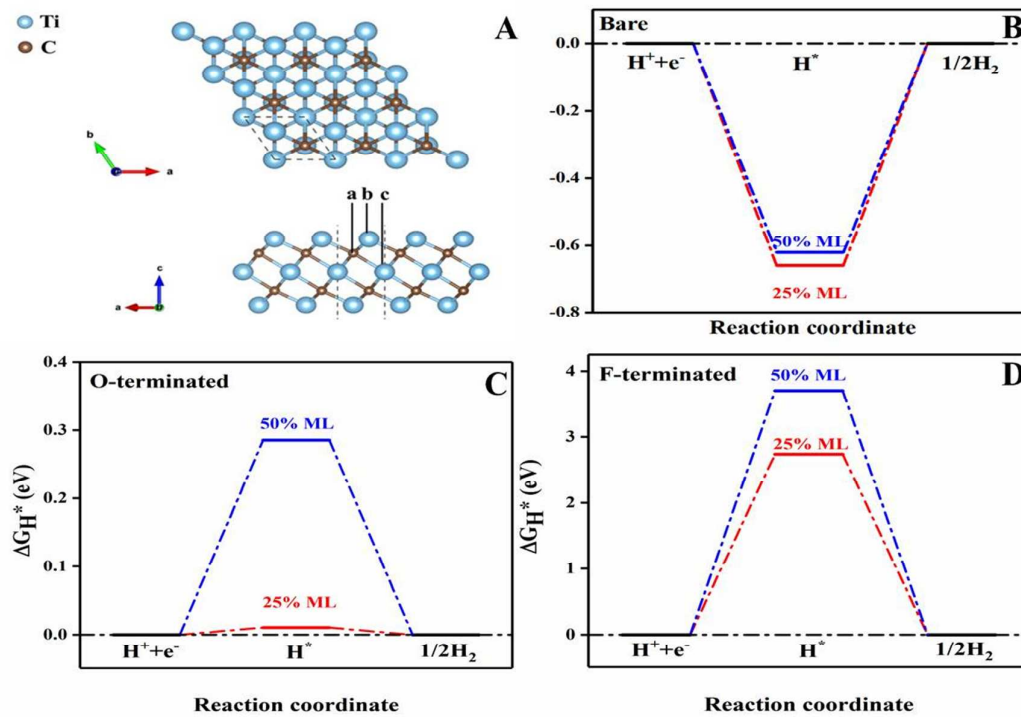 Ti
C
A
b
a
a b c
c
a
b
Bare
B
0.0
-0.2
-0.4
-0.6
-0.8
H⁺+e⁻
H*
1/2H₂
50% ML
25% ML
Reaction coordinate
O-terminated
C
0.4
0.3
0.2
0.1
0.0
ΔG_H* (eV)
50% ML
25% ML
H⁺+e⁻
H*
1/2H₂
Reaction coordinate
F-terminated
D
4
3
2
1
0
ΔG_H* (eV)
50% ML
25% ML
H⁺+e⁻
H*
1/2H₂
Reaction coordinate